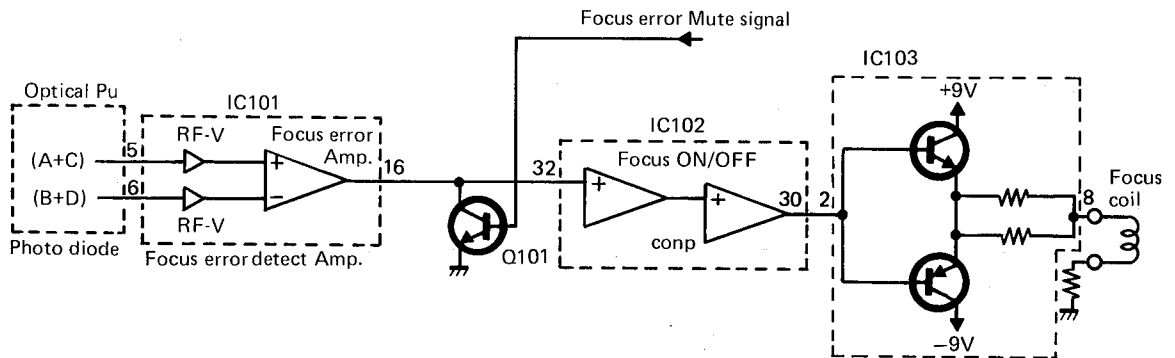 Focus error Mute signal
IC103
+9V
Optical Pu
IC101
RF-V
Focus error
Amp.
IC102
Focus ON/OFF
(A+C)
5
16
32
+
−
+
+
(B+D)
6
RF-V
30
2
8
Focus
coil
conp
Photo diode
Focus error detect Amp.
Q101
−9V